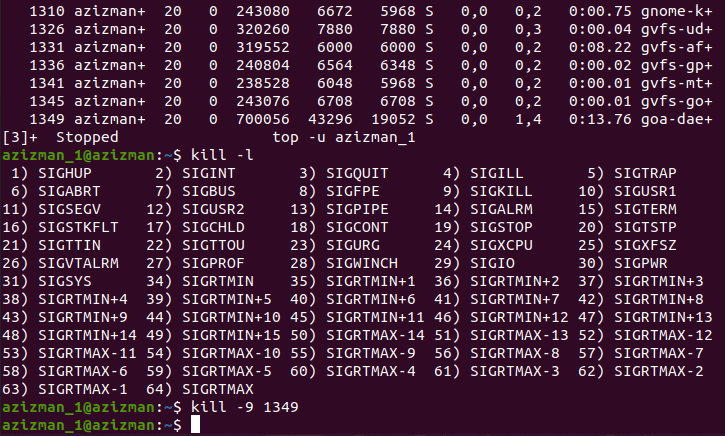 1310 azizman+ 20 0 243080 6672 5968 S 0,0 0,2 0:00.75 gnome-k+
1326 azizman+ 20 0 320260 7880 7880 S 0,0 0,3 0:00.04 gvfs-ud+
1331 azizman+ 20 0 319552 6000 6000 S 0,0 0,2 0:08.22 gvfs-af+
1336 azizman+ 20 0 240804 6564 6348 S 0,0 0,2 0:00.02 gvfs-gp+
1341 azizman+ 20 0 238528 6048 5968 S 0,0 0,2 0:00.01 gvfs-mt+
1345 azizman+ 20 0 243076 6708 6708 S 0,0 0,2 0:00.01 gvfs-go+
1349 azizman+ 20 0 700056 43296 19052 S 0,0 1,4 0:13.76 goa-dae+
[3]+ Stopped top -u azizman_1
azizman_1@azizman:~$ kill -l
1) SIGHUP 2) SIGINT 3) SIGQUIT 4) SIGILL 5) SIGTRAP
6) SIGABRT 7) SIGBUS 8) SIGFPE 9) SIGKILL 10) SIGUSR1
11) SIGSEGV 12) SIGUSR2 13) SIGPIPE 14) SIGALRM 15) SIGTERM
16) SIGSTKFLT 17) SIGCHLD 18) SIGCONT 19) SIGSTOP 20) SIGTSTP
21) SIGTTIN 22) SIGTTOU 23) SIGURG 24) SIGXCPU 25) SIGXFSZ
26) SIGVTALRM 27) SIGPROF 28) SIGWINCH 29) SIGIO 30) SIGPWR
31) SIGSYS 34) SIGRTMIN 35) SIGRTMIN+1 36) SIGRTMIN+2 37) SIGRTMIN+3
38) SIGRTMIN+4 39) SIGRTMIN+5 40) SIGRTMIN+6 41) SIGRTMIN+7 42) SIGRTMIN+8
43) SIGRTMIN+9 44) SIGRTMIN+10 45) SIGRTMIN+11 46) SIGRTMIN+12 47) SIGRTMIN+13
48) SIGRTMIN+14 49) SIGRTMIN+15 50) SIGRTMAX-14 51) SIGRTMAX-13 52) SIGRTMAX-12
53) SIGRTMAX-11 54) SIGRTMAX-10 55) SIGRTMAX-9 56) SIGRTMAX-8 57) SIGRTMAX-7
58) SIGRTMAX-6 59) SIGRTMAX-5 60) SIGRTMAX-4 61) SIGRTMAX-3 62) SIGRTMAX-2
63) SIGRTMAX-1 64) SIGRTMAX
azizman_1@azizman:~$ kill -9 1349
azizman_1@azizman:~$